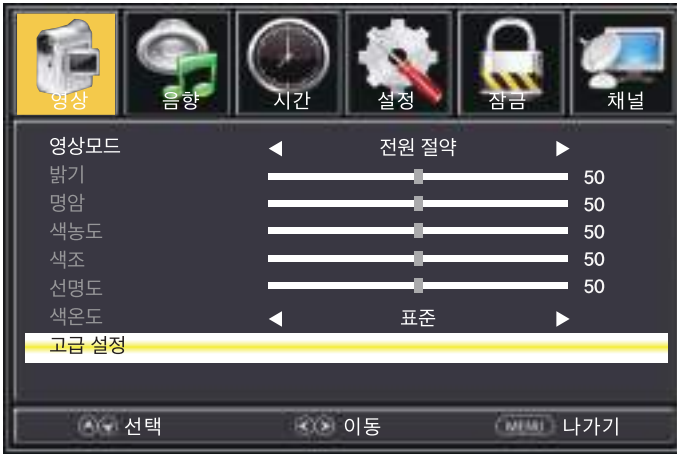 영상 음향 시간 설정 잠금 채널
영상모드 전원 절약
밝기 50
명암 50
색농도 50
색조 50
선명도 50
색온도 표준
고급 설정
선택 이동 MENU 나가기